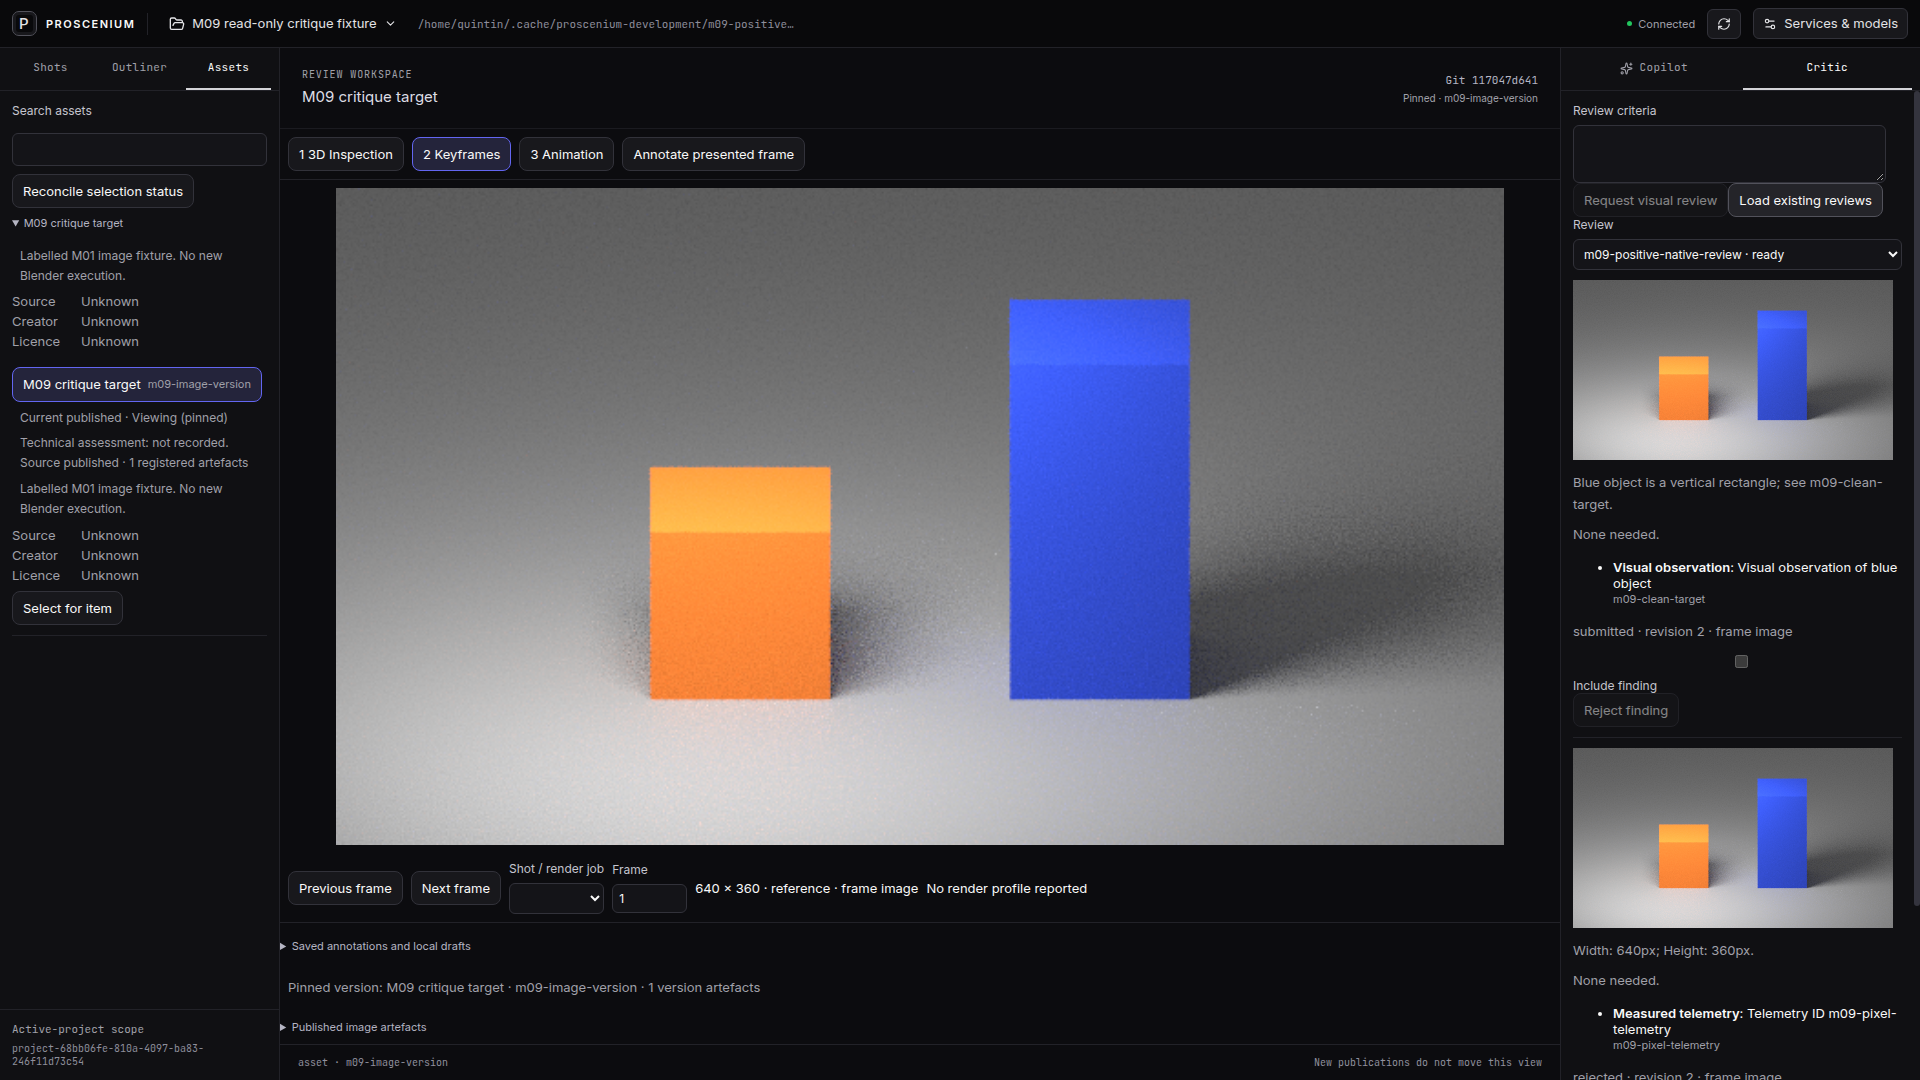 P PROSCENIUM
M09 read-only critique fixture
/home/quintin/.cache/proscenium-development/m09-positive…
Connected
Services & models
Shots Outliner Assets
Search assets
Reconcile selection status
▼ M09 critique target
Labelled M01 image fixture. No new
Blender execution.
Source Unknown
Creator Unknown
Licence Unknown
M09 critique target m09-image-version
Current published · Viewing (pinned)
Technical assessment: not recorded.
Source published · 1 registered artefacts
Labelled M01 image fixture. No new
Blender execution.
Source Unknown
Creator Unknown
Licence Unknown
Select for item
Active-project scope
project-68bb06fe-810a-4097-ba83-
246f11d73c54
REVIEW WORKSPACE
M09 critique target
Git 117047d641
Pinned · m09-image-version
1 3D Inspection
2 Keyframes
3 Animation
Annotate presented frame
Previous frame
Next frame
Shot / render job
Frame
1
640 × 360 · reference · frame image No render profile reported
▶ Saved annotations and local drafts
Pinned version: M09 critique target · m09-image-version · 1 version artefacts
▶ Published image artefacts
asset · m09-image-version
New publications do not move this view
Copilot Critic
Review criteria
Request visual review
Load existing reviews
Review
m09-positive-native-review · ready
Blue object is a vertical rectangle; see m09-clean-
target.
None needed.
• Visual observation: Visual observation of blue
object
m09-clean-target
submitted · revision 2 · frame image
Include finding
Reject finding
Width: 640px; Height: 360px.
None needed.
• Measured telemetry: Telemetry ID m09-pixel-
telemetry
m09-pixel-telemetry
rejected · revision 2 · frame image